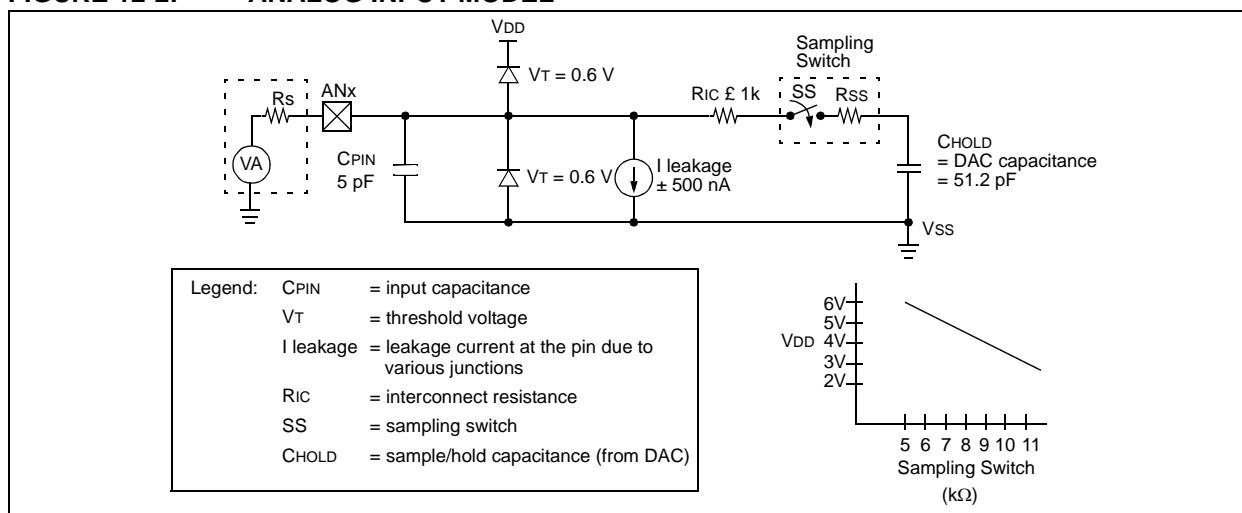 VDD
Sampling
Switch
VT = 0.6 V
RS
ANx
RIC £ 1k
SS
RSS
VA
CPIN
5 pF
VT = 0.6 V
I leakage
± 500 nA
CHOLD
= DAC capacitance
= 51.2 pF
VSS
Legend: CPIN = input capacitance
VT = threshold voltage
I leakage = leakage current at the pin due to
various junctions
RIC = interconnect resistance
SS = sampling switch
CHOLD = sample/hold capacitance (from DAC)
6V
5V
VDD 4V
3V
2V
5 6 7 8 9 10 11
Sampling Switch
(kΩ)